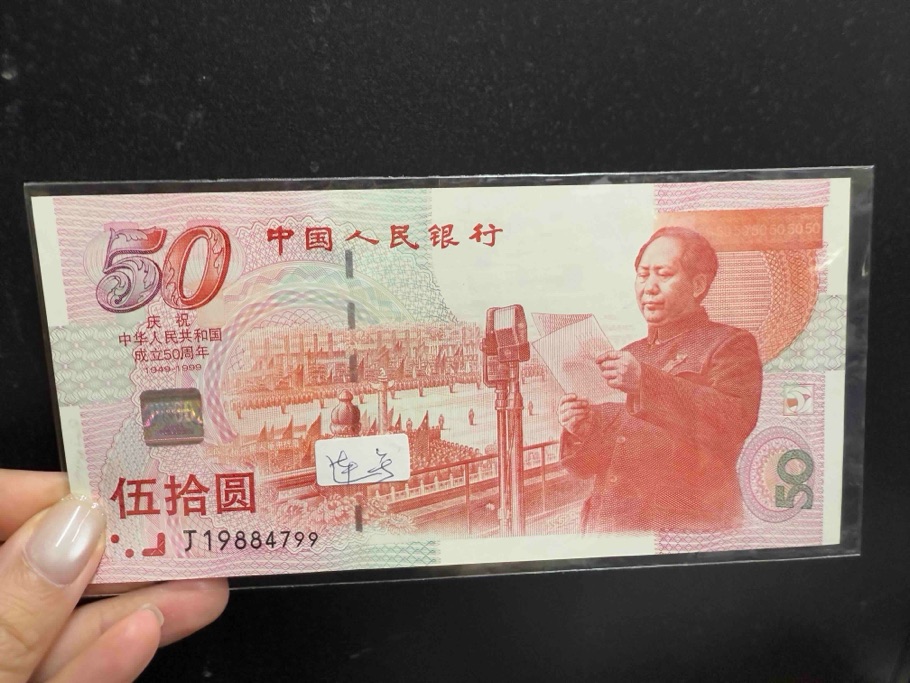 50
中国人民银行
庆祝
中华人民共和国
成立50周年
1949-1999
伍拾圆
J19884799
50